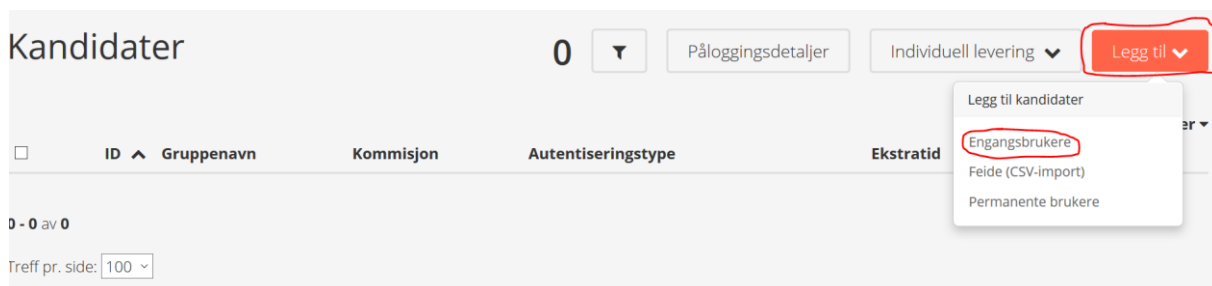 Kandidater
0
Påloggingsdetaljer
Individuell levering
Legg til
Legg til kandidater
Engangsbrukere
Feide (CSV-import)
Permanente brukere
er
ID Gruppenavn Kommisjon Autentiseringstype Ekstratid
0 - 0 av 0
Treff pr. side: 100